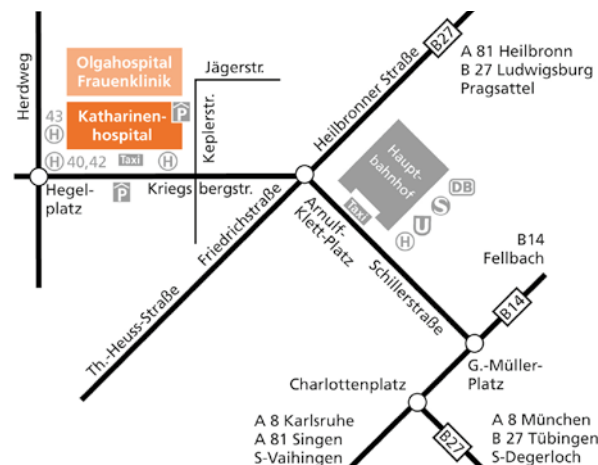 Olgahospital
Frauenklinik
Katharinen-
hospital
P
Herdweg
43
H
H 40,42 Taxi H
Hegel-
platz
P
Kriegsbergstr.
Jägerstr.
Keplerstr.
Heilbronner Straße
B27
A 81 Heilbronn
B 27 Ludwigsburg
Pragsattel
Haupt-
bahnhof
Taxi
H U S DB
Arnulf-
Klett-Platz
Friedrichstraße
Th.-Heuss-Straße
Schillerstraße
B14
Fellbach
B14
G.-Müller-
Platz
Charlottenplatz
B27
A 8 Karlsruhe
A 81 Singen
S-Vaihingen
A 8 München
B 27 Tübingen
S-Degerloch